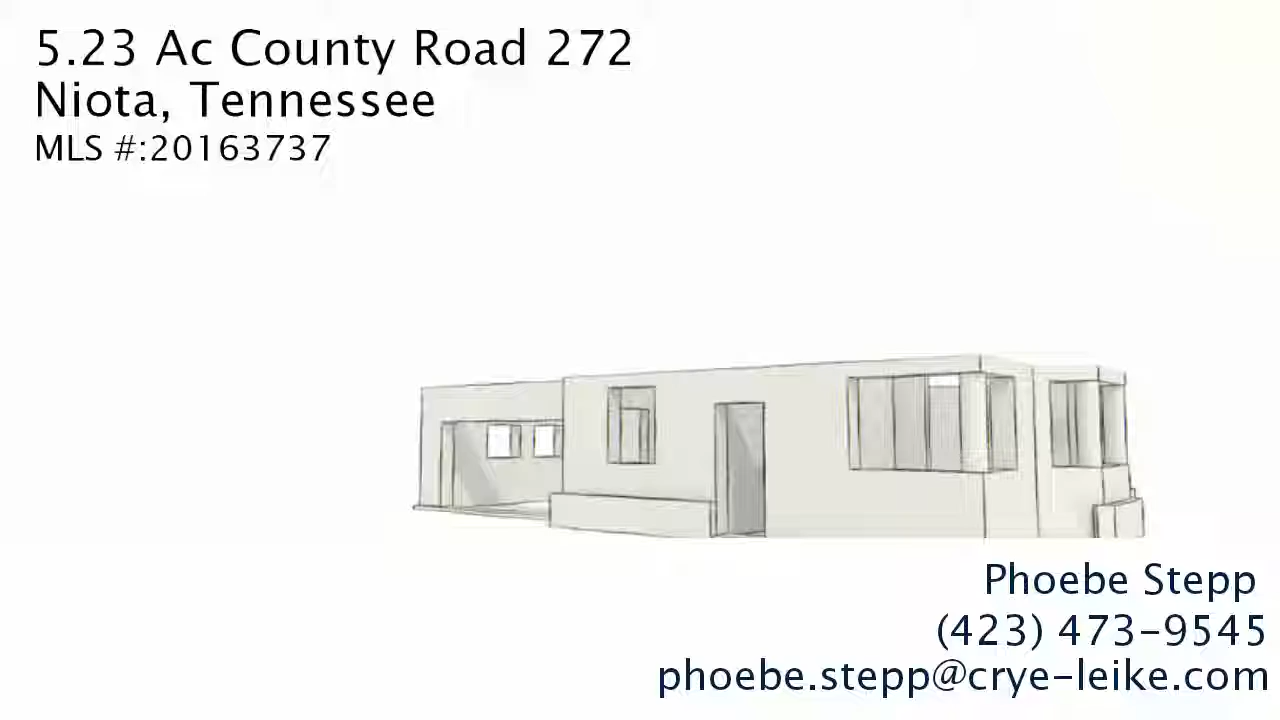 5.23 Ac County Road 272
Niota, Tennessee
MLS #:20163737
Phoebe Stepp
(423) 473-9545
phoebe.stepp@crye-leike.com